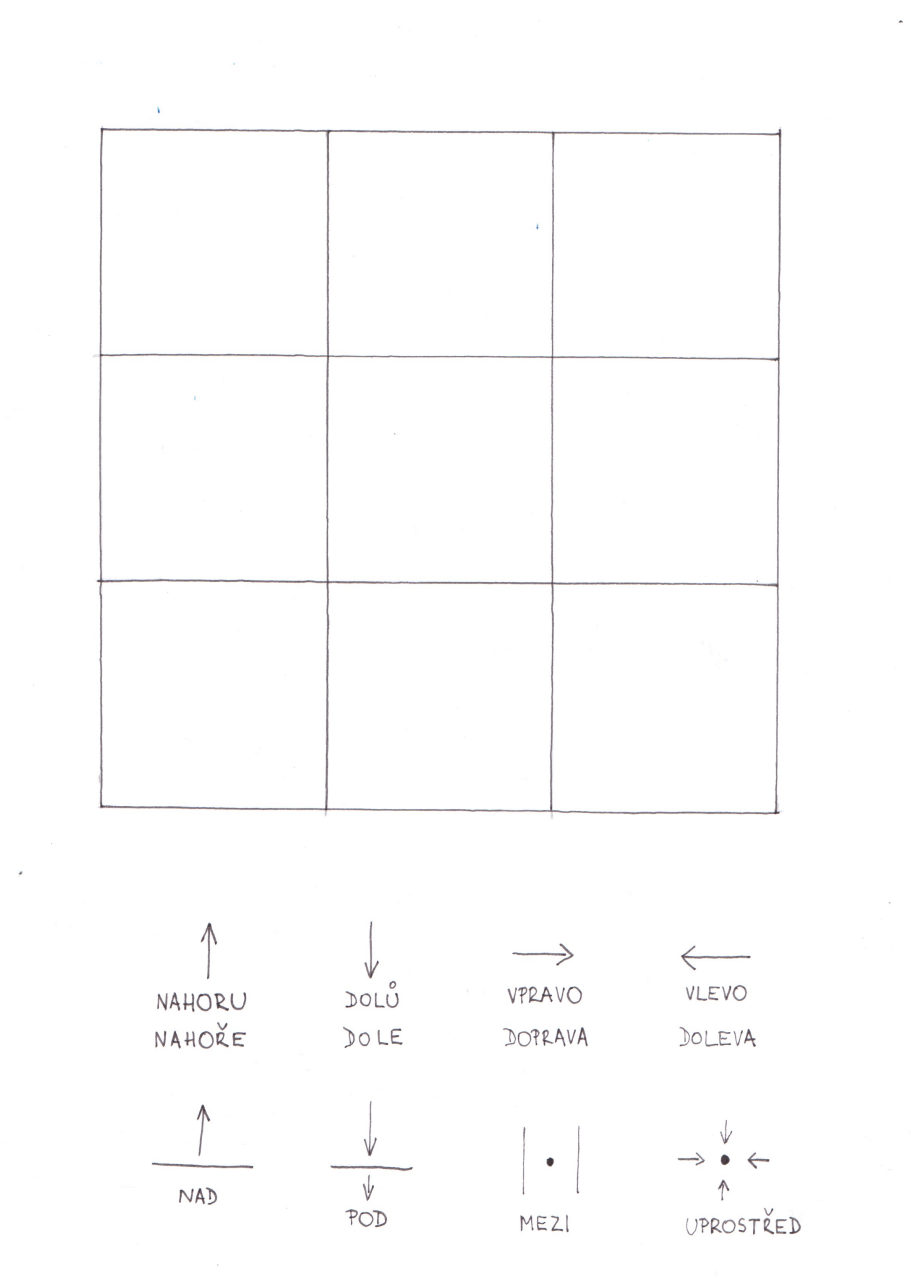 NAHORU DOLŮ VPRAVO VLEVO
NAHOŘE DOLE DOPRAVA DOLEVA
NAD POD MEZI UPROSTŘED